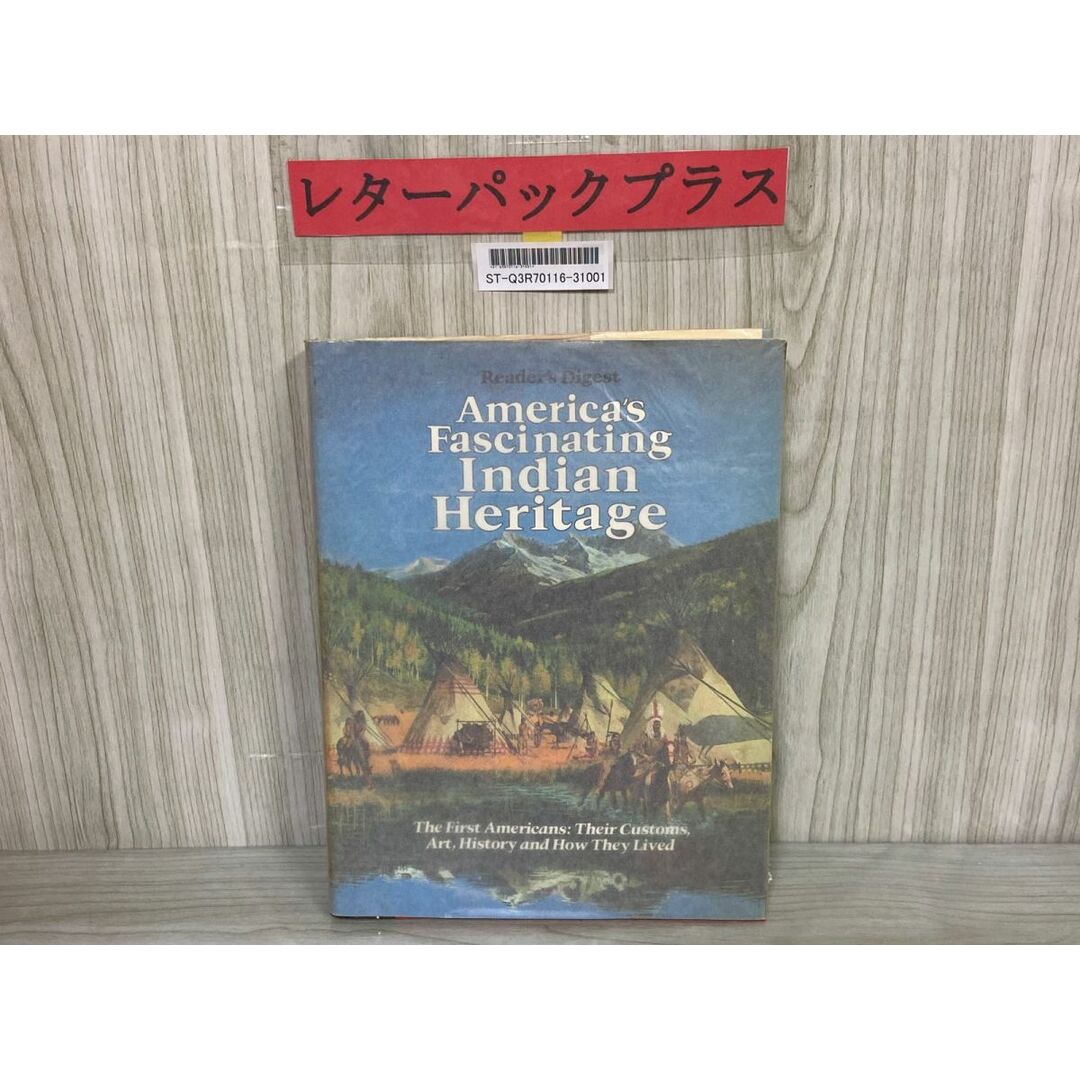 レターパックプラス
ST-Q3R70116-31001
Reader's Digest
America's
Fascinating
Indian
Heritage
The First Americans: Their Customs,
Art, History and How They Lived